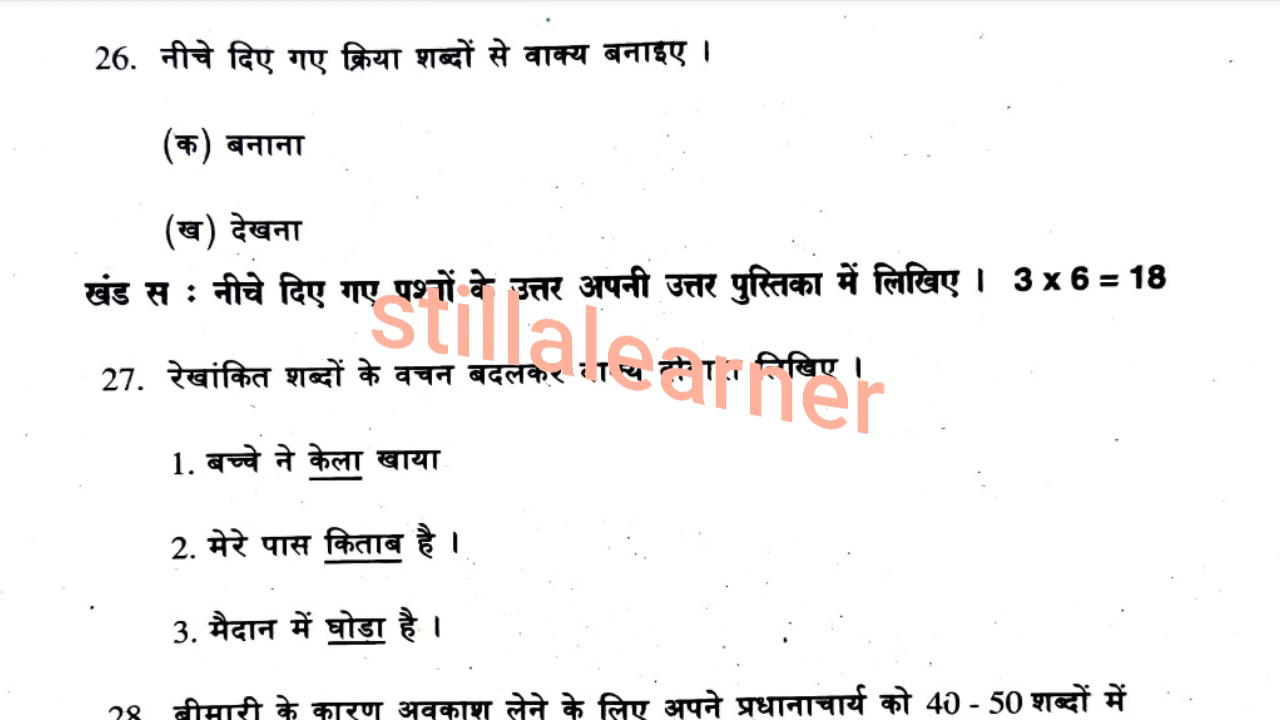 26. नीचे दिए गए क्रिया शब्दों से वाक्य बनाइए ।
(क) बनाना
(ख) देखना
खंड स : नीचे दिए गए प्रश्नों के उत्तर अपनी उत्तर पुस्तिका में लिखिए । 3 x 6 = 18
stillalearner
27. रेखांकित शब्दों के वचन बदलकर वाक्य दोबारा लिखिए ।
1. बच्चे ने केला खाया
2. मेरे पास किताब है ।
3. मैदान में घोडा है ।
28. बीमारी के कारण अवकाश लेने के लिए अपने प्रधानाचार्य को 40 - 50 शब्दों में